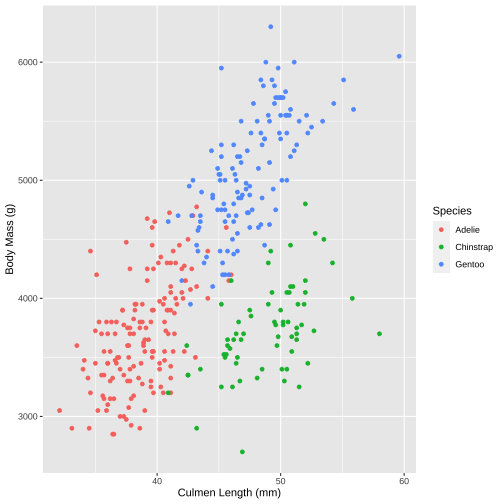 6000
5000
4000
3000
Body Mass (g)
40
50
60
Culmen Length (mm)
Species
Adelie
Chinstrap
Gentoo